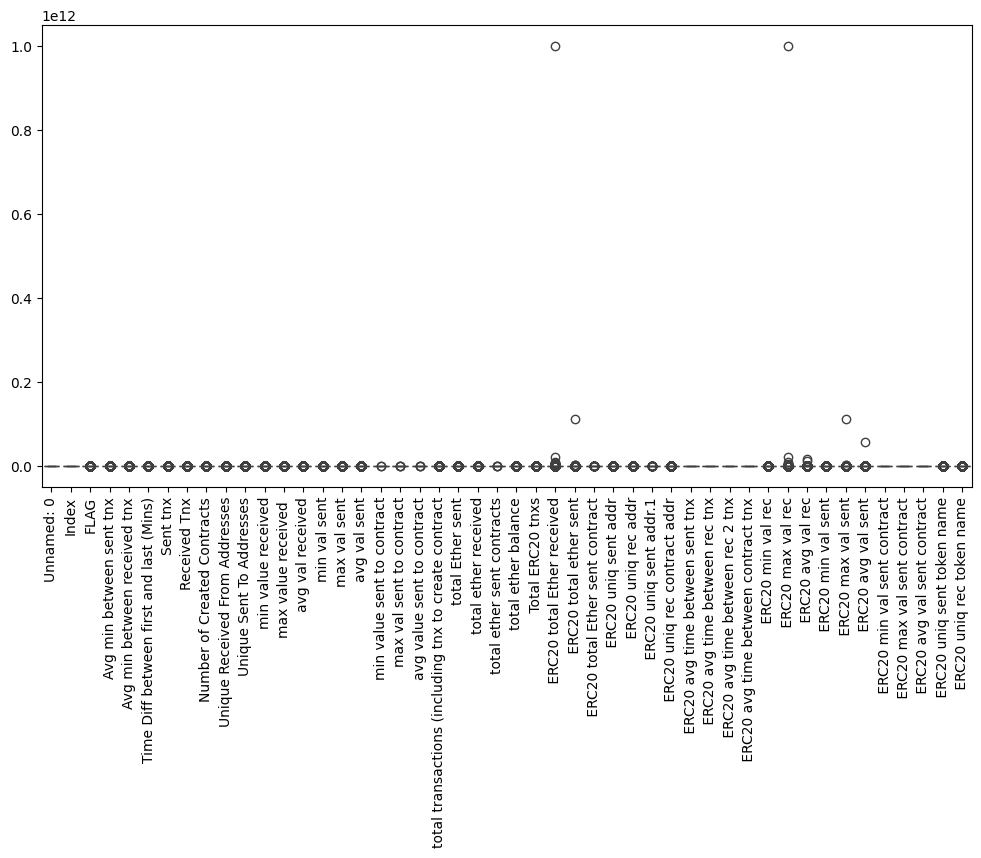 1e12
1.0
0.8
0.6
0.4
0.2
0.0
Unnamed: 0
Index
FLAG
Avg min between sent tnx
Avg min between received tnx
Time Diff between first and last (Mins)
Sent tnx
Received Tnx
Number of Created Contracts
Unique Received From Addresses
Unique Sent To Addresses
min value received
max value received
avg val received
min val sent
max val sent
avg val sent
min value sent to contract
max val sent to contract
avg value sent to contract
total transactions (including tnx to create contract
total Ether sent
total ether received
total ether sent contracts
total ether balance
Total ERC20 tnxs
ERC20 total Ether received
ERC20 total ether sent
ERC20 total Ether sent contract
ERC20 uniq sent addr
ERC20 uniq rec addr
ERC20 uniq sent addr.1
ERC20 uniq rec contract addr
ERC20 avg time between sent tnx
ERC20 avg time between rec tnx
ERC20 avg time between rec 2 tnx
ERC20 avg time between contract tnx
ERC20 min val rec
ERC20 max val rec
ERC20 avg val rec
ERC20 min val sent
ERC20 max val sent
ERC20 avg val sent
ERC20 min val sent contract
ERC20 max val sent contract
ERC20 avg val sent contract
ERC20 uniq sent token name
ERC20 uniq rec token name